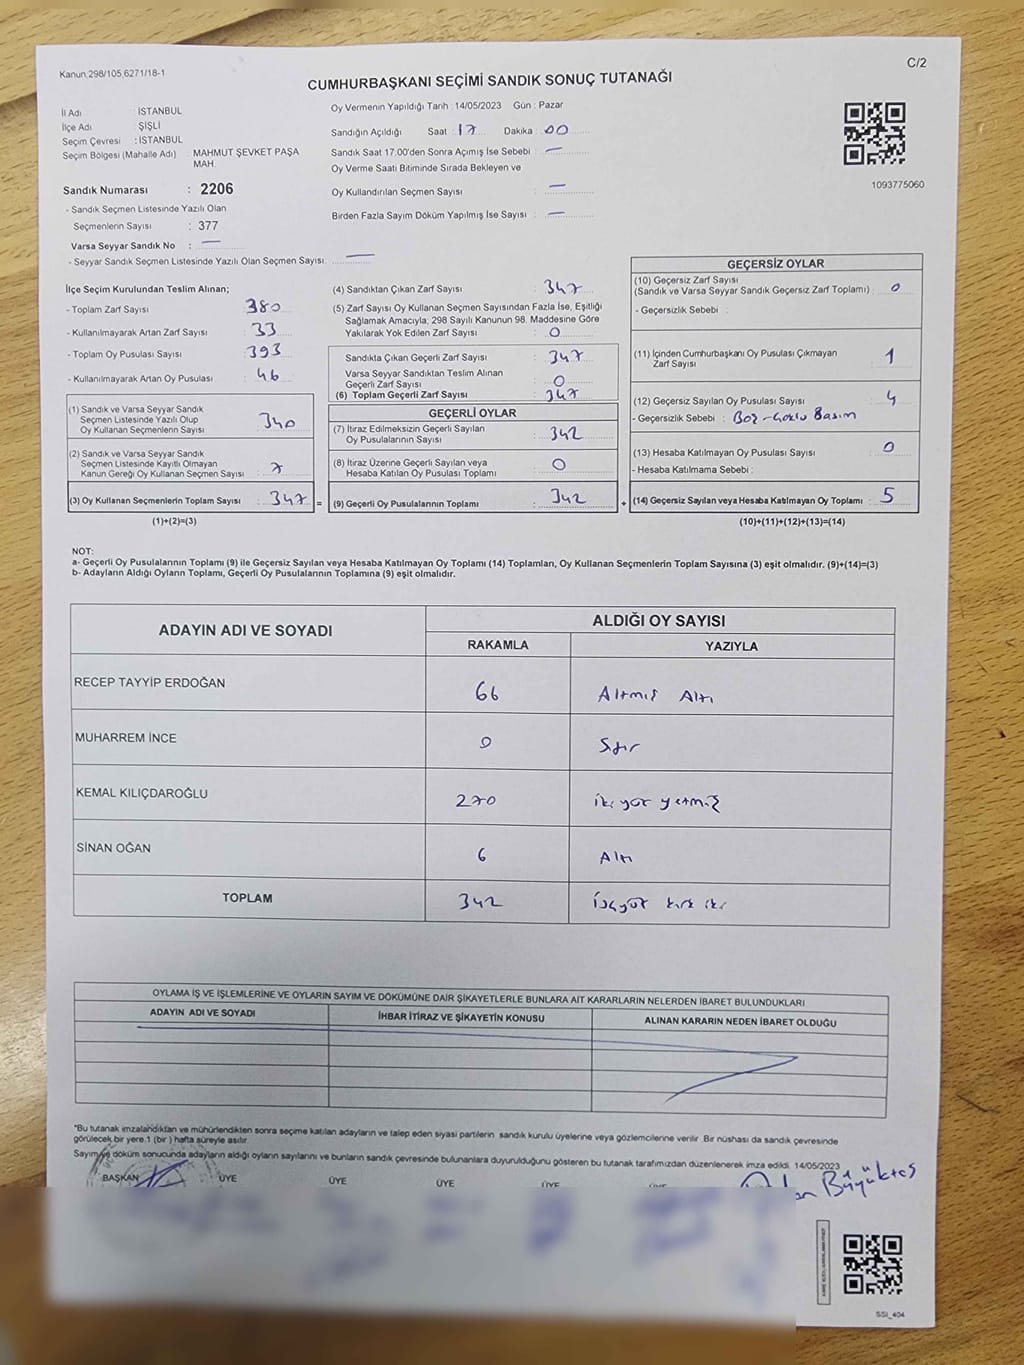 Kanun,298/105,6271/18-1
C/2
CUMHURBAŞKANI SEÇİMİ SANDIK SONUÇ TUTANAĞI
İl Adı : İSTANBUL
İlçe Adı : ŞİŞLİ
Seçim Çevresi : İSTANBUL
Seçim Bölgesi (Mahalle Adı) MAHMUT ŞEVKET PAŞA
MAH.
Sandık Numarası : 2206
- Sandık Seçmen Listesinde Yazılı Olan
Seçmenlerin Sayısı : 377
Varsa Seyyar Sandık No : —
- Seyyar Sandık Seçmen Listesinde Yazılı Olan Seçmen Sayısı: —
Oy Vermenin Yapıldığı Tarih : 14/05/2023 Gün : Pazar
Sandığın Açıldığı Saat : 17 Dakika : 00
Sandık Saat 17:00'den Sonra Açımış İse Sebebi : —
Oy Verme Saati Bitiminde Sırada Bekleyen ve
Oy Kullandırılan Seçmen Sayısı : —
Birden Fazla Sayım Döküm Yapılmış İse Sayısı : —
1093775060
İlçe Seçim Kurulundan Teslim Alınan;
- Toplam Zarf Sayısı : 380
- Kullanılmayarak Artan Zarf Sayısı : 33
- Toplam Oy Pusulası Sayısı : 393
- Kullanılmayarak Artan Oy Pusulası : 46
(1) Sandık ve Varsa Seyyar Sandık
Seçmen Listesinde Yazılı Olup
Oy Kullanan Seçmenlerin Sayısı : 340
(2) Sandık ve Varsa Seyyar Sandık
Seçmen Listesinde Kayıtlı Olmayan
Kanun Gereği Oy Kullanan Seçmen Sayısı : 7
(3) Oy Kullanan Seçmenlerin Toplam Sayısı : 347 =
(1)+(2)=(3)
(4) Sandıktan Çıkan Zarf Sayısı : 347
(5) Zarf Sayısı Oy Kullanan Seçmen Sayısından Fazla İse, Eşitliği
Sağlamak Amacıyla; 298 Sayılı Kanunun 98. Maddesine Göre
Yakılarak Yok Edilen Zarf Sayısı : 0
Sandıkta Çıkan Geçerli Zarf Sayısı : 347
Varsa Seyyar Sandıktan Teslim Alınan
Geçerli Zarf Sayısı : 0
(6) Toplam Geçerli Zarf Sayısı : 347
GEÇERLİ OYLAR
(7) İtiraz Edilmeksizin Geçerli Sayılan
Oy Pusulalarının Sayısı : 342
(8) İtiraz Üzerine Geçerli Sayılan veya
Hesaba Katılan Oy Pusulası Toplamı : 0
(9) Geçerli Oy Pusulalarının Toplamı : 342 +
GEÇERSİZ OYLAR
(10) Geçersiz Zarf Sayısı
(Sandık ve Varsa Seyyar Sandık Geçersiz Zarf Toplamı) : 0
- Geçersizlik Sebebi :
(11) İçinden Cumhurbaşkanı Oy Pusulası Çıkmayan
Zarf Sayısı : 1
(12) Geçersiz Sayılan Oy Pusulası Sayısı : 4
- Geçersizlik Sebebi : Boş-Çoklu Basım
(13) Hesaba Katılmayan Oy Pusulası Sayısı : 0
- Hesaba Katılmama Sebebi :
(14) Geçersiz Sayılan veya Hesaba Katılmayan Oy Toplamı : 5
(10)+(11)+(12)+(13)=(14)
NOT:
a- Geçerli Oy Pusulalarının Toplamı (9) ile Geçersiz Sayılan veya Hesaba Katılmayan Oy Toplamı (14) Toplamları, Oy Kullanan Seçmenlerin Toplam Sayısına (3) eşit olmalıdır. (9)+(14)=(3)
b- Adayların Aldığı Oyların Toplamı, Geçerli Oy Pusulalarının Toplamına (9) eşit olmalıdır.
ADAYIN ADI VE SOYADI
ALDIĞI OY SAYISI
RAKAMLA YAZIYLA
RECEP TAYYİP ERDOĞAN 66 Altmış Altı
MUHARREM İNCE 0 Sıfır
KEMAL KILIÇDAROĞLU 270 İkiyüz yetmiş
SİNAN OĞAN 6 Altı
TOPLAM 342 Üçyüz kırk iki
OYLAMA İŞ VE İŞLEMLERİNE VE OYLARIN SAYIM VE DÖKÜMÜNE DAİR ŞİKAYETLERLE BUNLARA AİT KARARLARIN NELERDEN İBARET BULUNDUKLARI
ADAYIN ADI VE SOYADI İHBAR İTİRAZ VE ŞİKAYETİN KONUSU ALINAN KARARIN NEDEN İBARET OLDUĞU
*Bu tutanak imzalandıktan ve mühürlendikten sonra seçime katılan adayların ve talep eden siyasi partilerin sandık kurulu üyelerine veya gözlemcilerine verilir. Bir nüshası da sandık çevresinde
görülecek bir yere 1 (bir) hafta süreyle asılır.
Sayım ve döküm sonucunda adayların aldığı oyların sayılarını ve bunların sandık çevresinde bulunanlara duyurulduğunu gösteren bu tutanak tarafımızdan düzenlenerek imza edildi. 14/05/2023
BAŞKAN ÜYE ÜYE ÜYE ÜYE ÜYE
Büyüktaş
SSI_404